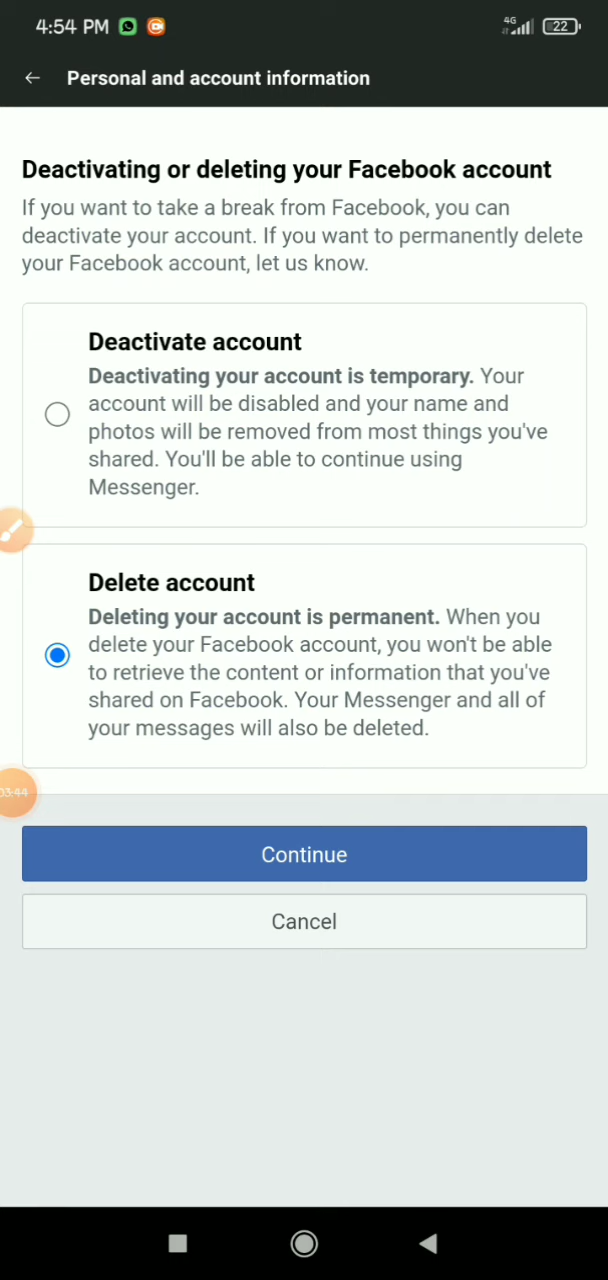 4:54 PM
4G
22
Personal and account information
Deactivating or deleting your Facebook account
If you want to take a break from Facebook, you can
deactivate your account. If you want to permanently delete
your Facebook account, let us know.
Deactivate account
Deactivating your account is temporary. Your
account will be disabled and your name and
photos will be removed from most things you've
shared. You'll be able to continue using
Messenger.
Delete account
Deleting your account is permanent. When you
delete your Facebook account, you won't be able
to retrieve the content or information that you've
shared on Facebook. Your Messenger and all of
your messages will also be deleted.
03:44
Continue
Cancel